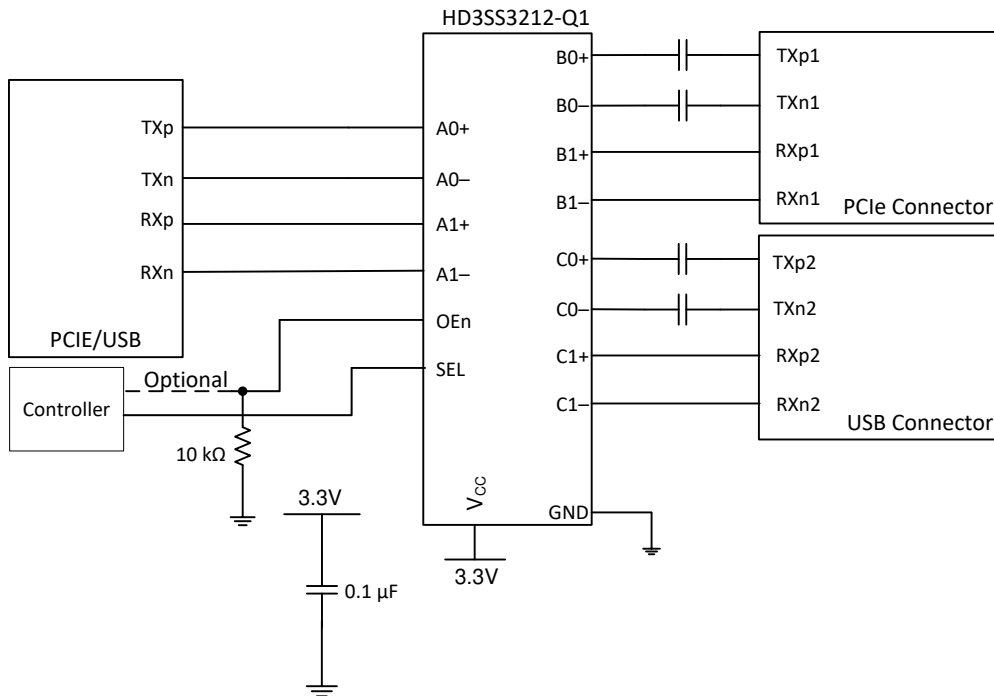 HD3SS3212-Q1
TXp
TXn
RXp
RXn
PCIE/USB
Controller
Optional
10 kΩ
3.3V
0.1 µF
A0+
A0–
A1+
A1–
OEn
SEL
VCC
GND
3.3V
B0+
B0–
B1+
B1–
C0+
C0–
C1+
C1–
TXp1
TXn1
RXp1
RXn1
PCIe Connector
TXp2
TXn2
RXp2
RXn2
USB Connector